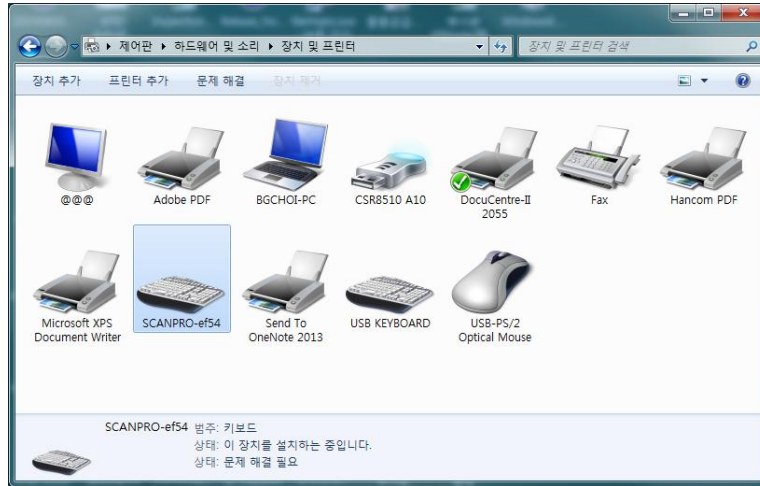 제어판 ▸ 하드웨어 및 소리 ▸ 장치 및 프린터
장치 및 프린터 검색
장치 추가 프린터 추가 문제 해결 장치 제거
@@@
Adobe PDF
BGCHOI-PC
CSR8510 A10
DocuCentre-II
2055
Fax
Hancom PDF
Microsoft XPS
Document Writer
SCANPRO-ef54
Send To
OneNote 2013
USB KEYBOARD
USB-PS/2
Optical Mouse
SCANPRO-ef54 범주: 키보드
상태: 이 장치를 설치하는 중입니다.
상태: 문제 해결 필요